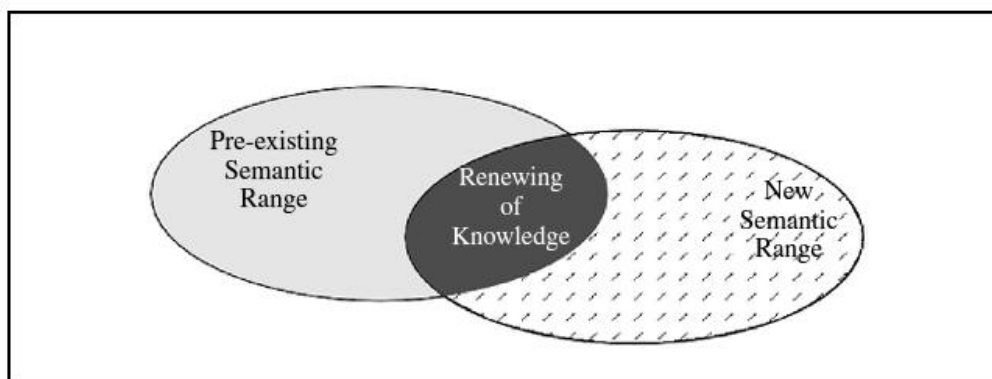 Pre-existing
Semantic
Range
Renewing
of
Knowledge
New
Semantic
Range